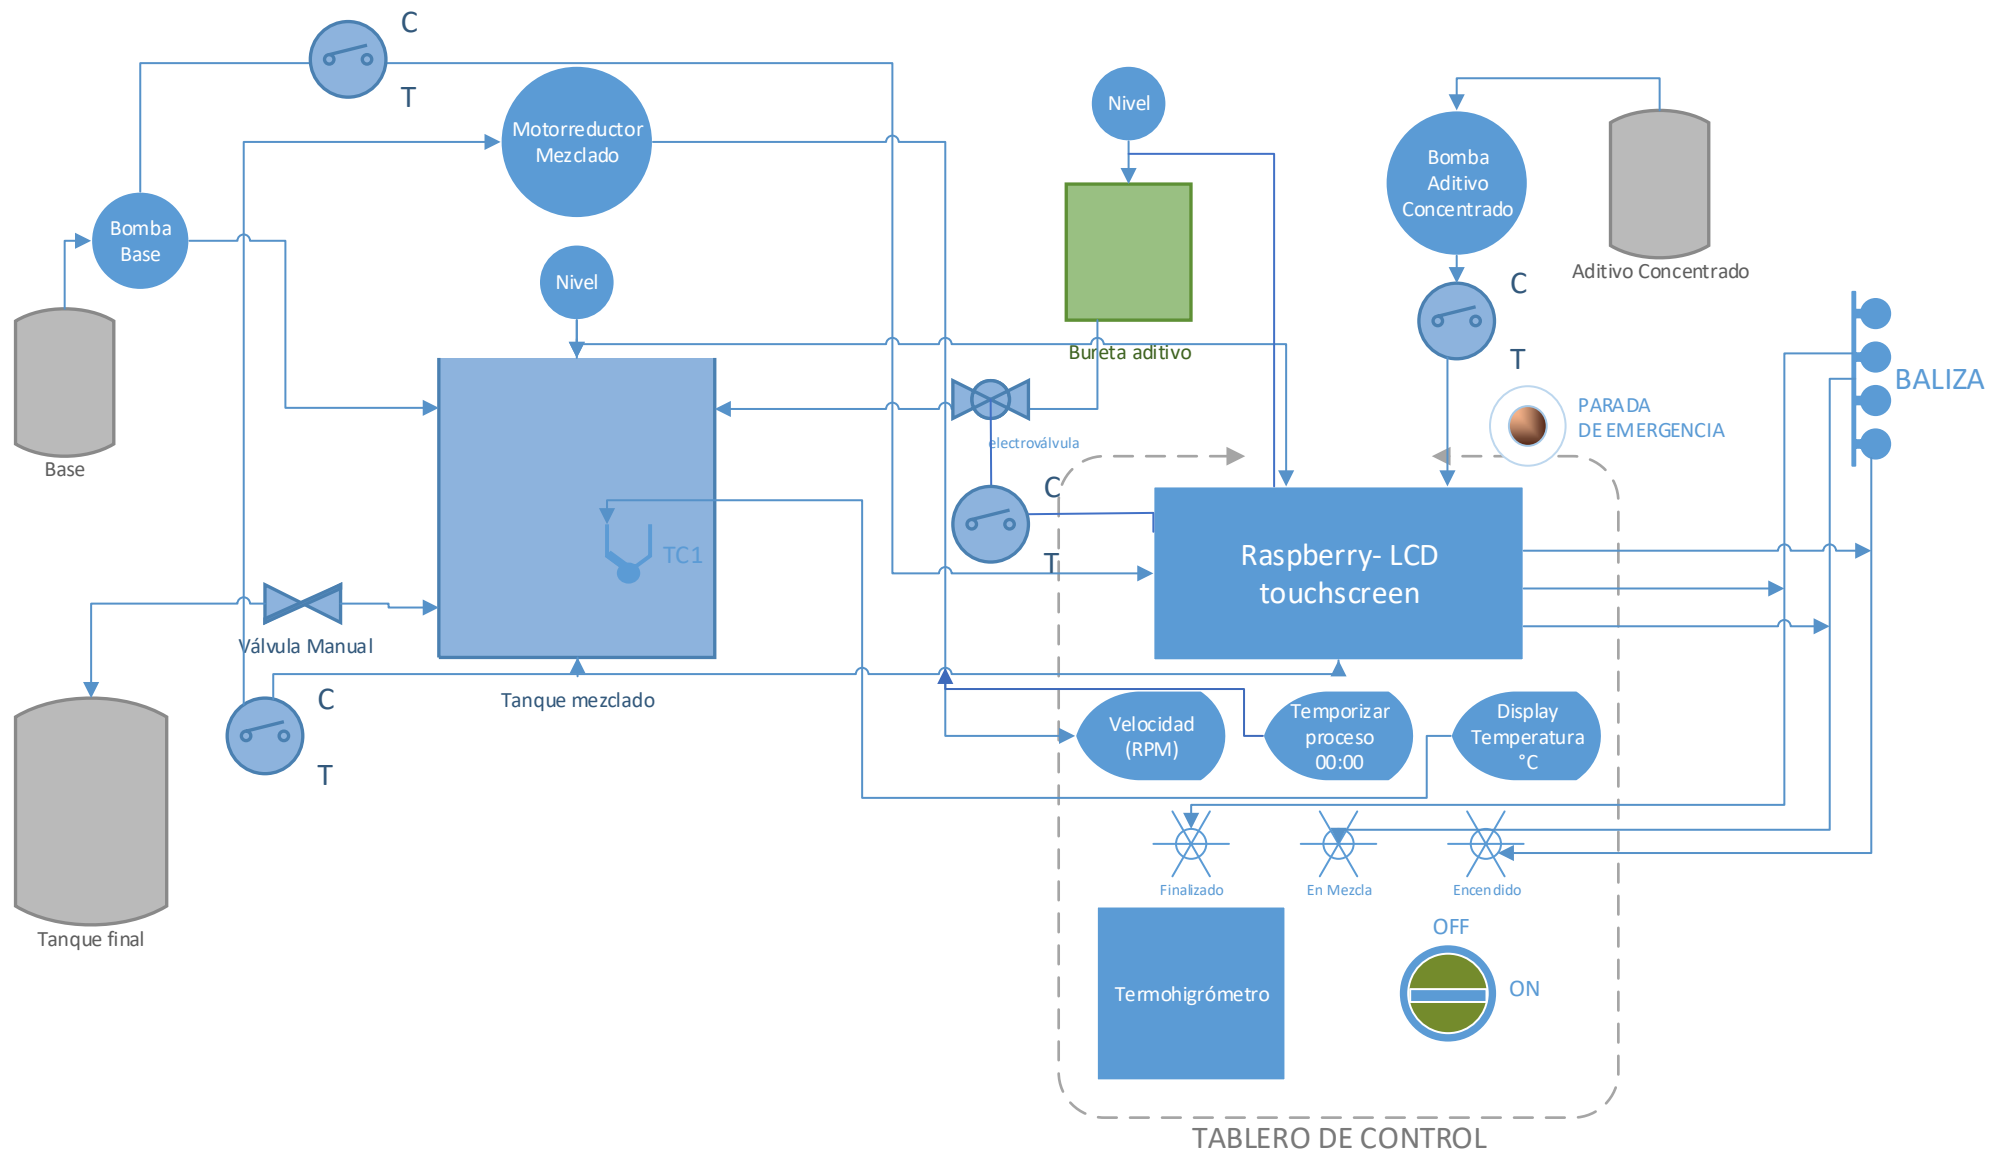 C
T
Motorreductor
Mezclado
Nivel
Bomba
Aditivo
Concentrado
Aditivo Concentrado
Bomba
Base
Nivel
C
T
Base
Bureta aditivo
BALIZA
PARADA
DE EMERGENCIA
electroválvula
C
T
TC1
Raspberry- LCD
touchscreen
Válvula Manual
Tanque mezclado
C
T
Velocidad
(RPM)
Temporizar
proceso
00:00
Display
Temperatura
°C
Finalizado
En Mezcla
Encendido
Tanque final
OFF
ON
Termohigrómetro
TABLERO DE CONTROL